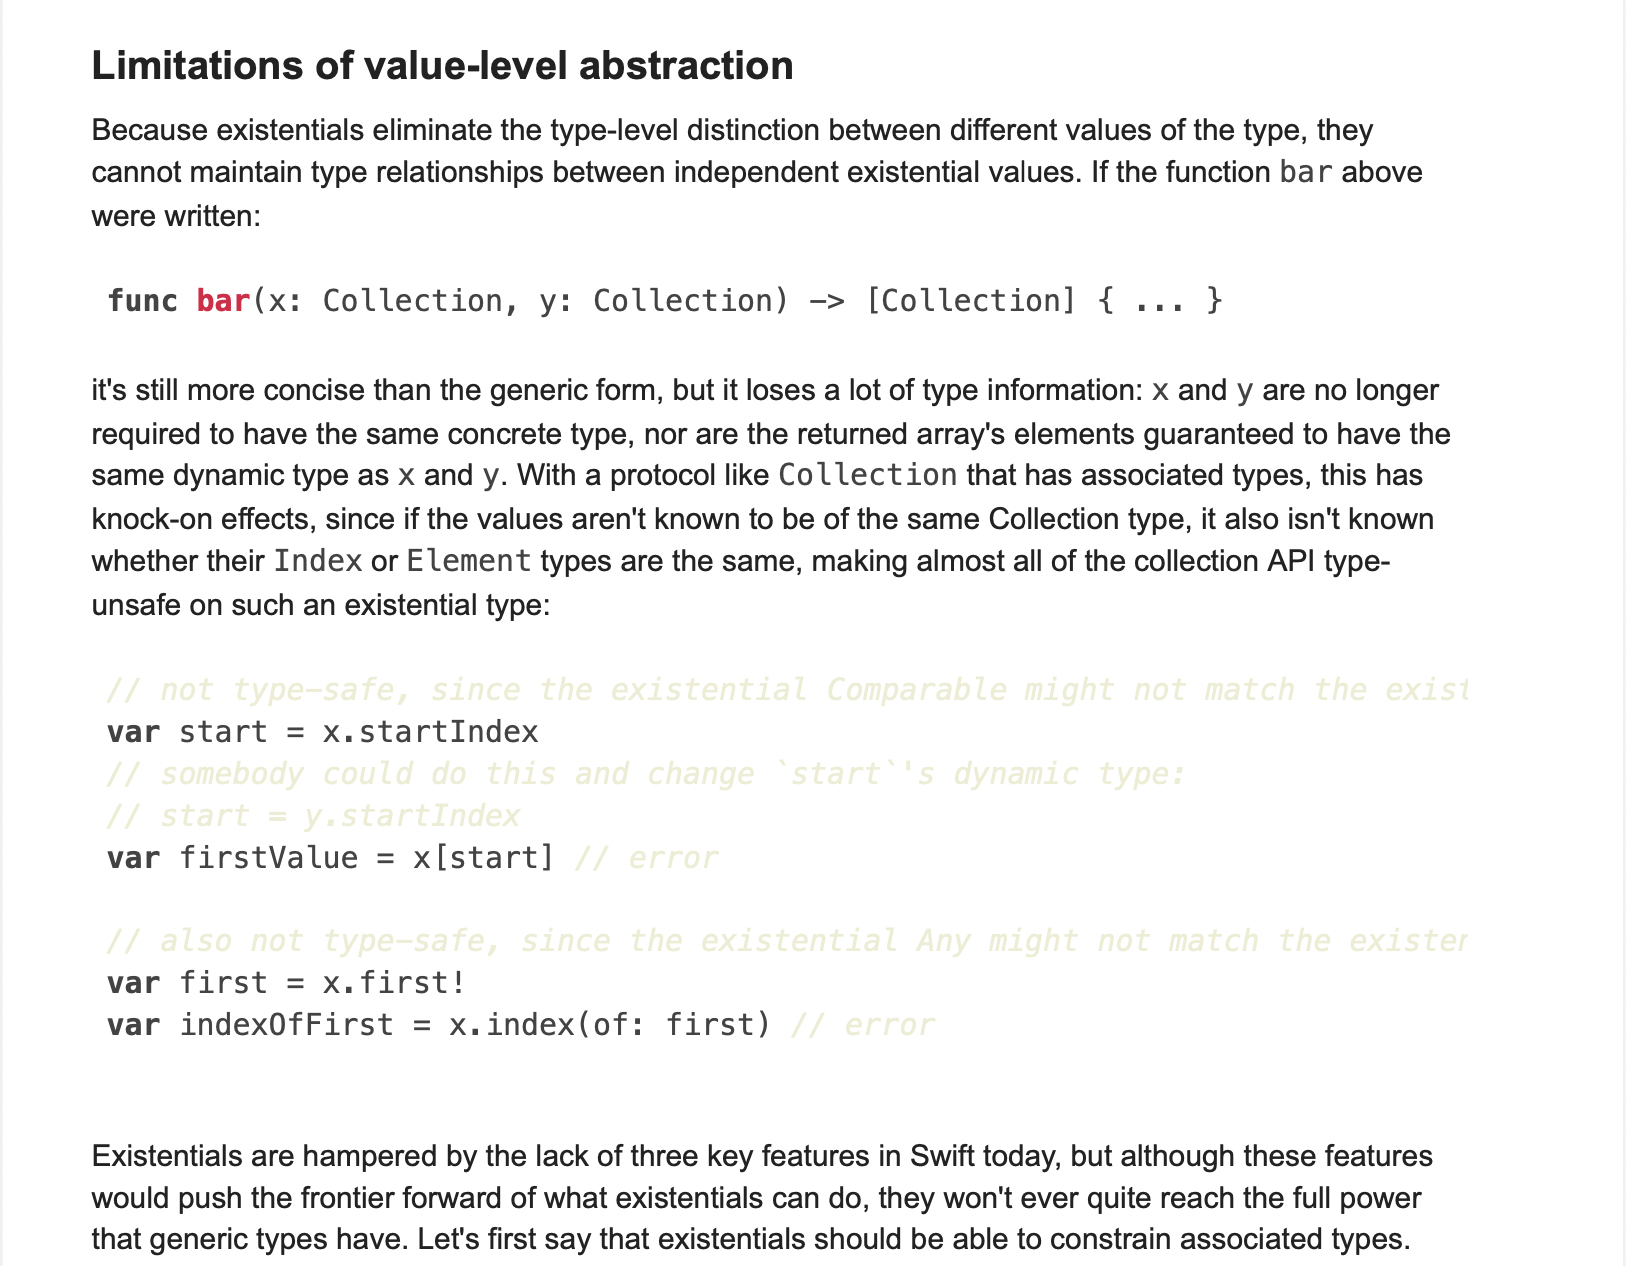 Limitations of value-level abstraction
Because existentials eliminate the type-level distinction between different values of the type, they
cannot maintain type relationships between independent existential values. If the function bar above
were written:
func bar(x: Collection, y: Collection) -> [Collection] { ... }
it's still more concise than the generic form, but it loses a lot of type information: x and y are no longer
required to have the same concrete type, nor are the returned array's elements guaranteed to have the
same dynamic type as x and y. With a protocol like Collection that has associated types, this has
knock-on effects, since if the values aren't known to be of the same Collection type, it also isn't known
whether their Index or Element types are the same, making almost all of the collection API type-
unsafe on such an existential type:
// not type-safe, since the existential Comparable might not match the exist
var start = x.startIndex
// somebody could do this and change `start`'s dynamic type:
// start = y.startIndex
var firstValue = x[start] // error
// also not type-safe, since the existential Any might not match the existen
var first = x.first!
var indexOfFirst = x.index(of: first) // error
Existentials are hampered by the lack of three key features in Swift today, but although these features
would push the frontier forward of what existentials can do, they won't ever quite reach the full power
that generic types have. Let's first say that existentials should be able to constrain associated types.